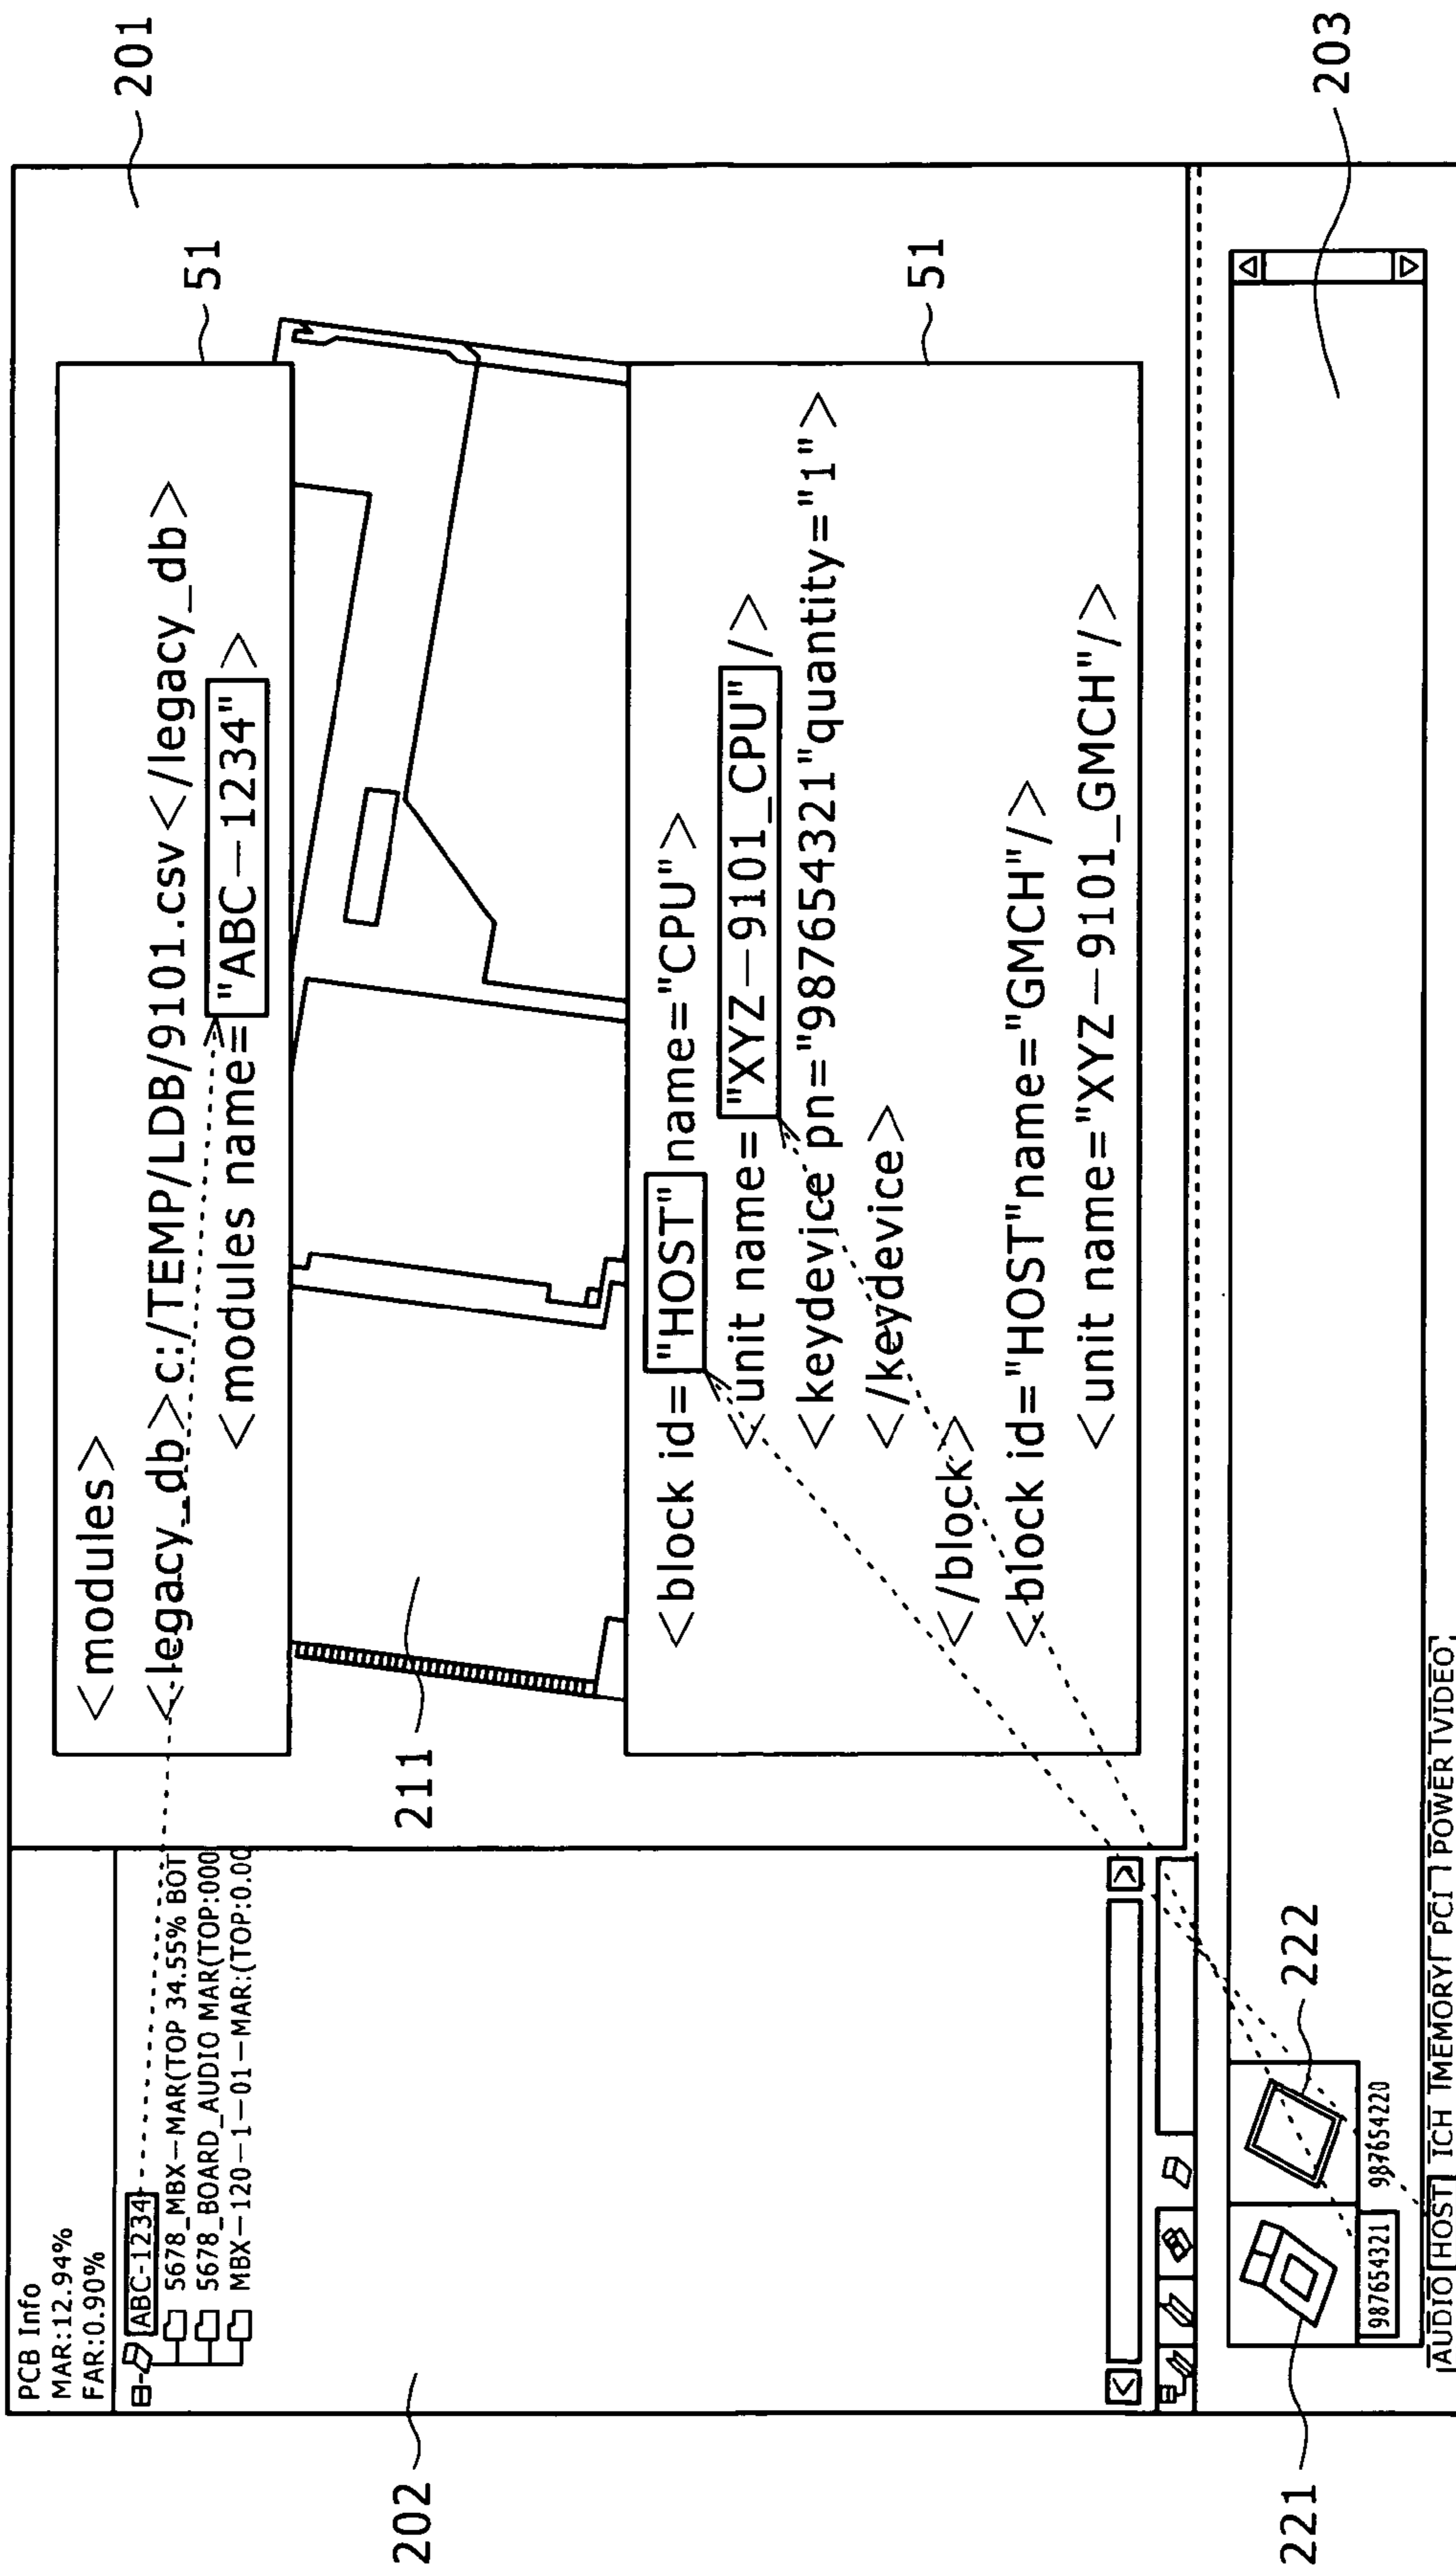 PCB Info
MAR:12.94%
FAR:0.90%
ABC-1234
5678_MBX—MAR(TOP 34.55% BOT
5678_BOARD_AUDIO MAR(TOP:000
MBX—120—1—01—MAR:(TOP:0.00
202
201
51
<modules>
<legacy_db>c:/TEMP/LDB/9101.csv</legacy_db>
<modules name="ABC—1234">
211
51
<block id="HOST" name="CPU">
<unit name="XYZ—9101_CPU"/>
<keydevice pn="987654321"quantity="1">
</keydevice>
</block>
<block id="HOST"name="GMCH"/>
<unit name="XYZ—9101_GMCH"/>
203
221
222
987654321
987654220
AUDIO HOST ICH MEMORY PCI POWER VIDEO